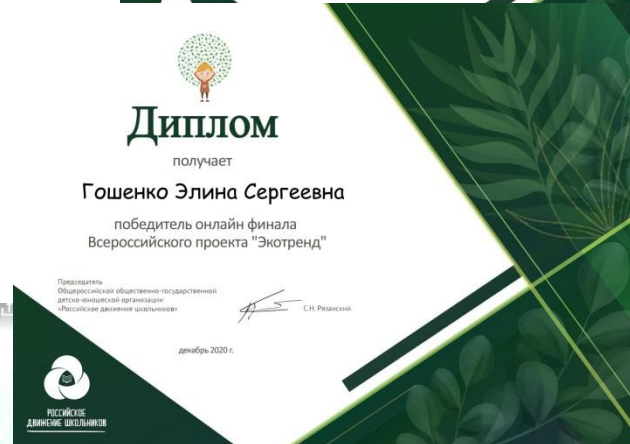 Диплом
получает
Гошенко Элина Сергеевна
победитель онлайн финала
Всероссийского проекта "Экотренд"
Председатель
Общероссийской общественно-государственной
детско-юношеской организации
«Российское движение школьников»
С.Н. Рязанский
декабрь 2020 г.
РОССИЙСКОЕ
ДВИЖЕНИЕ ШКОЛЬНИКОВ